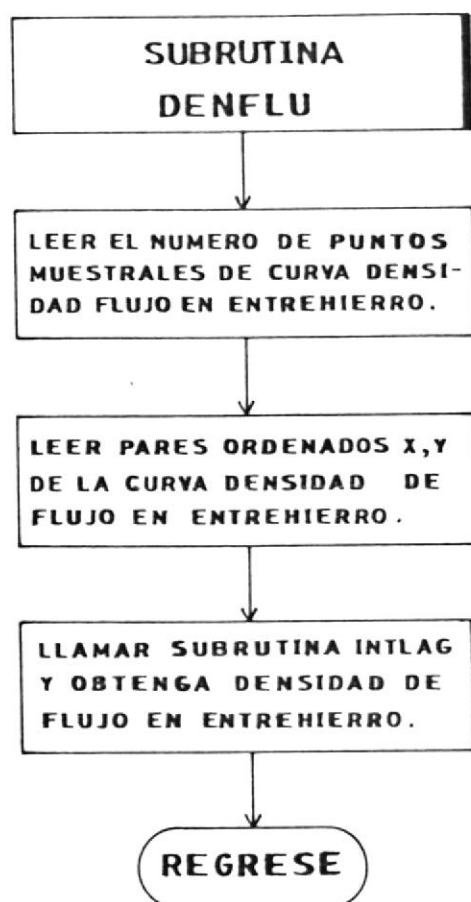 SUBRUTINA
DENFLU
LEER EL NUMERO DE PUNTOS
MUESTRALES DE CURVA DENSI-
DAD FLUJO EN ENTREHIERRO.
LEER PARES ORDENADOS X,Y
DE LA CURVA DENSIDAD DE
FLUJO EN ENTREHIERRO.
LLAMAR SUBRUTINA INTLAG
Y OBTENGA DENSIDAD DE
FLUJO EN ENTREHIERRO.
REGRESE